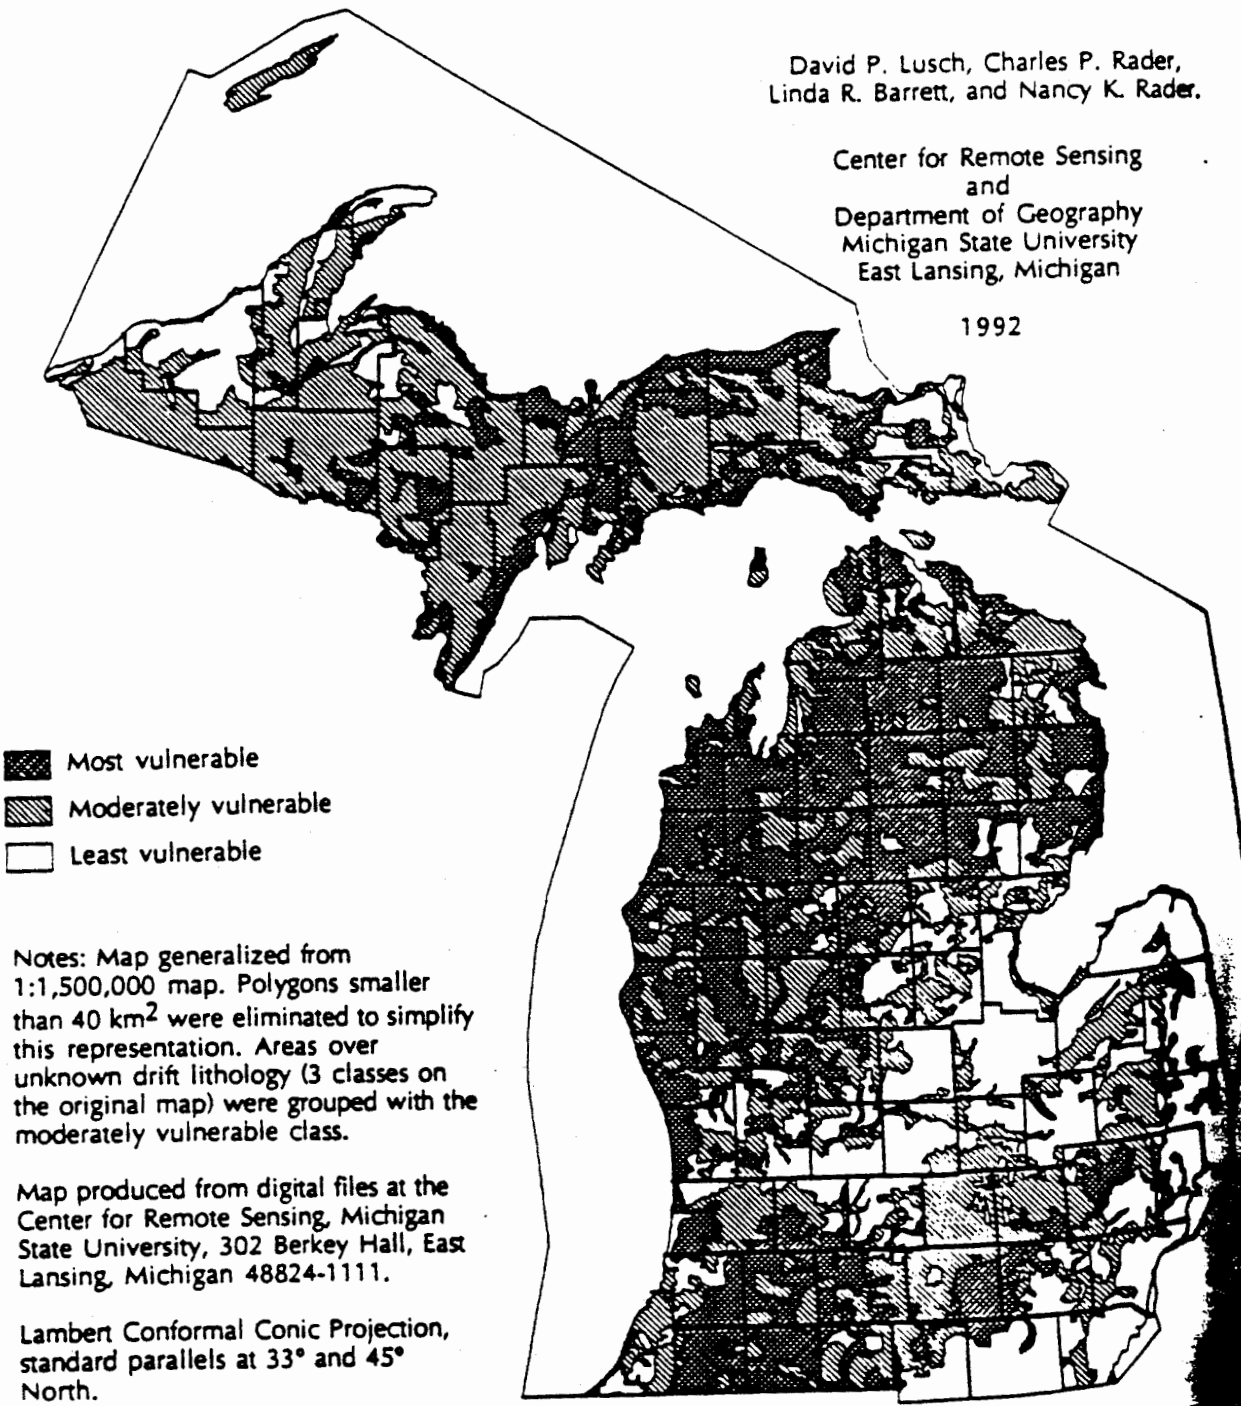 David P. Lusch, Charles P. Rader,
Linda R. Barrett, and Nancy K. Rader.
Center for Remote Sensing
and
Department of Geography
Michigan State University
East Lansing, Michigan
1992
Most vulnerable
Moderately vulnerable
Least vulnerable
Notes: Map generalized from
1:1,500,000 map. Polygons smaller
than 40 km² were eliminated to simplify
this representation. Areas over
unknown drift lithology (3 classes on
the original map) were grouped with the
moderately vulnerable class.
Map produced from digital files at the
Center for Remote Sensing, Michigan
State University, 302 Berkey Hall, East
Lansing, Michigan 48824-1111.
Lambert Conformal Conic Projection,
standard parallels at 33° and 45°
North.